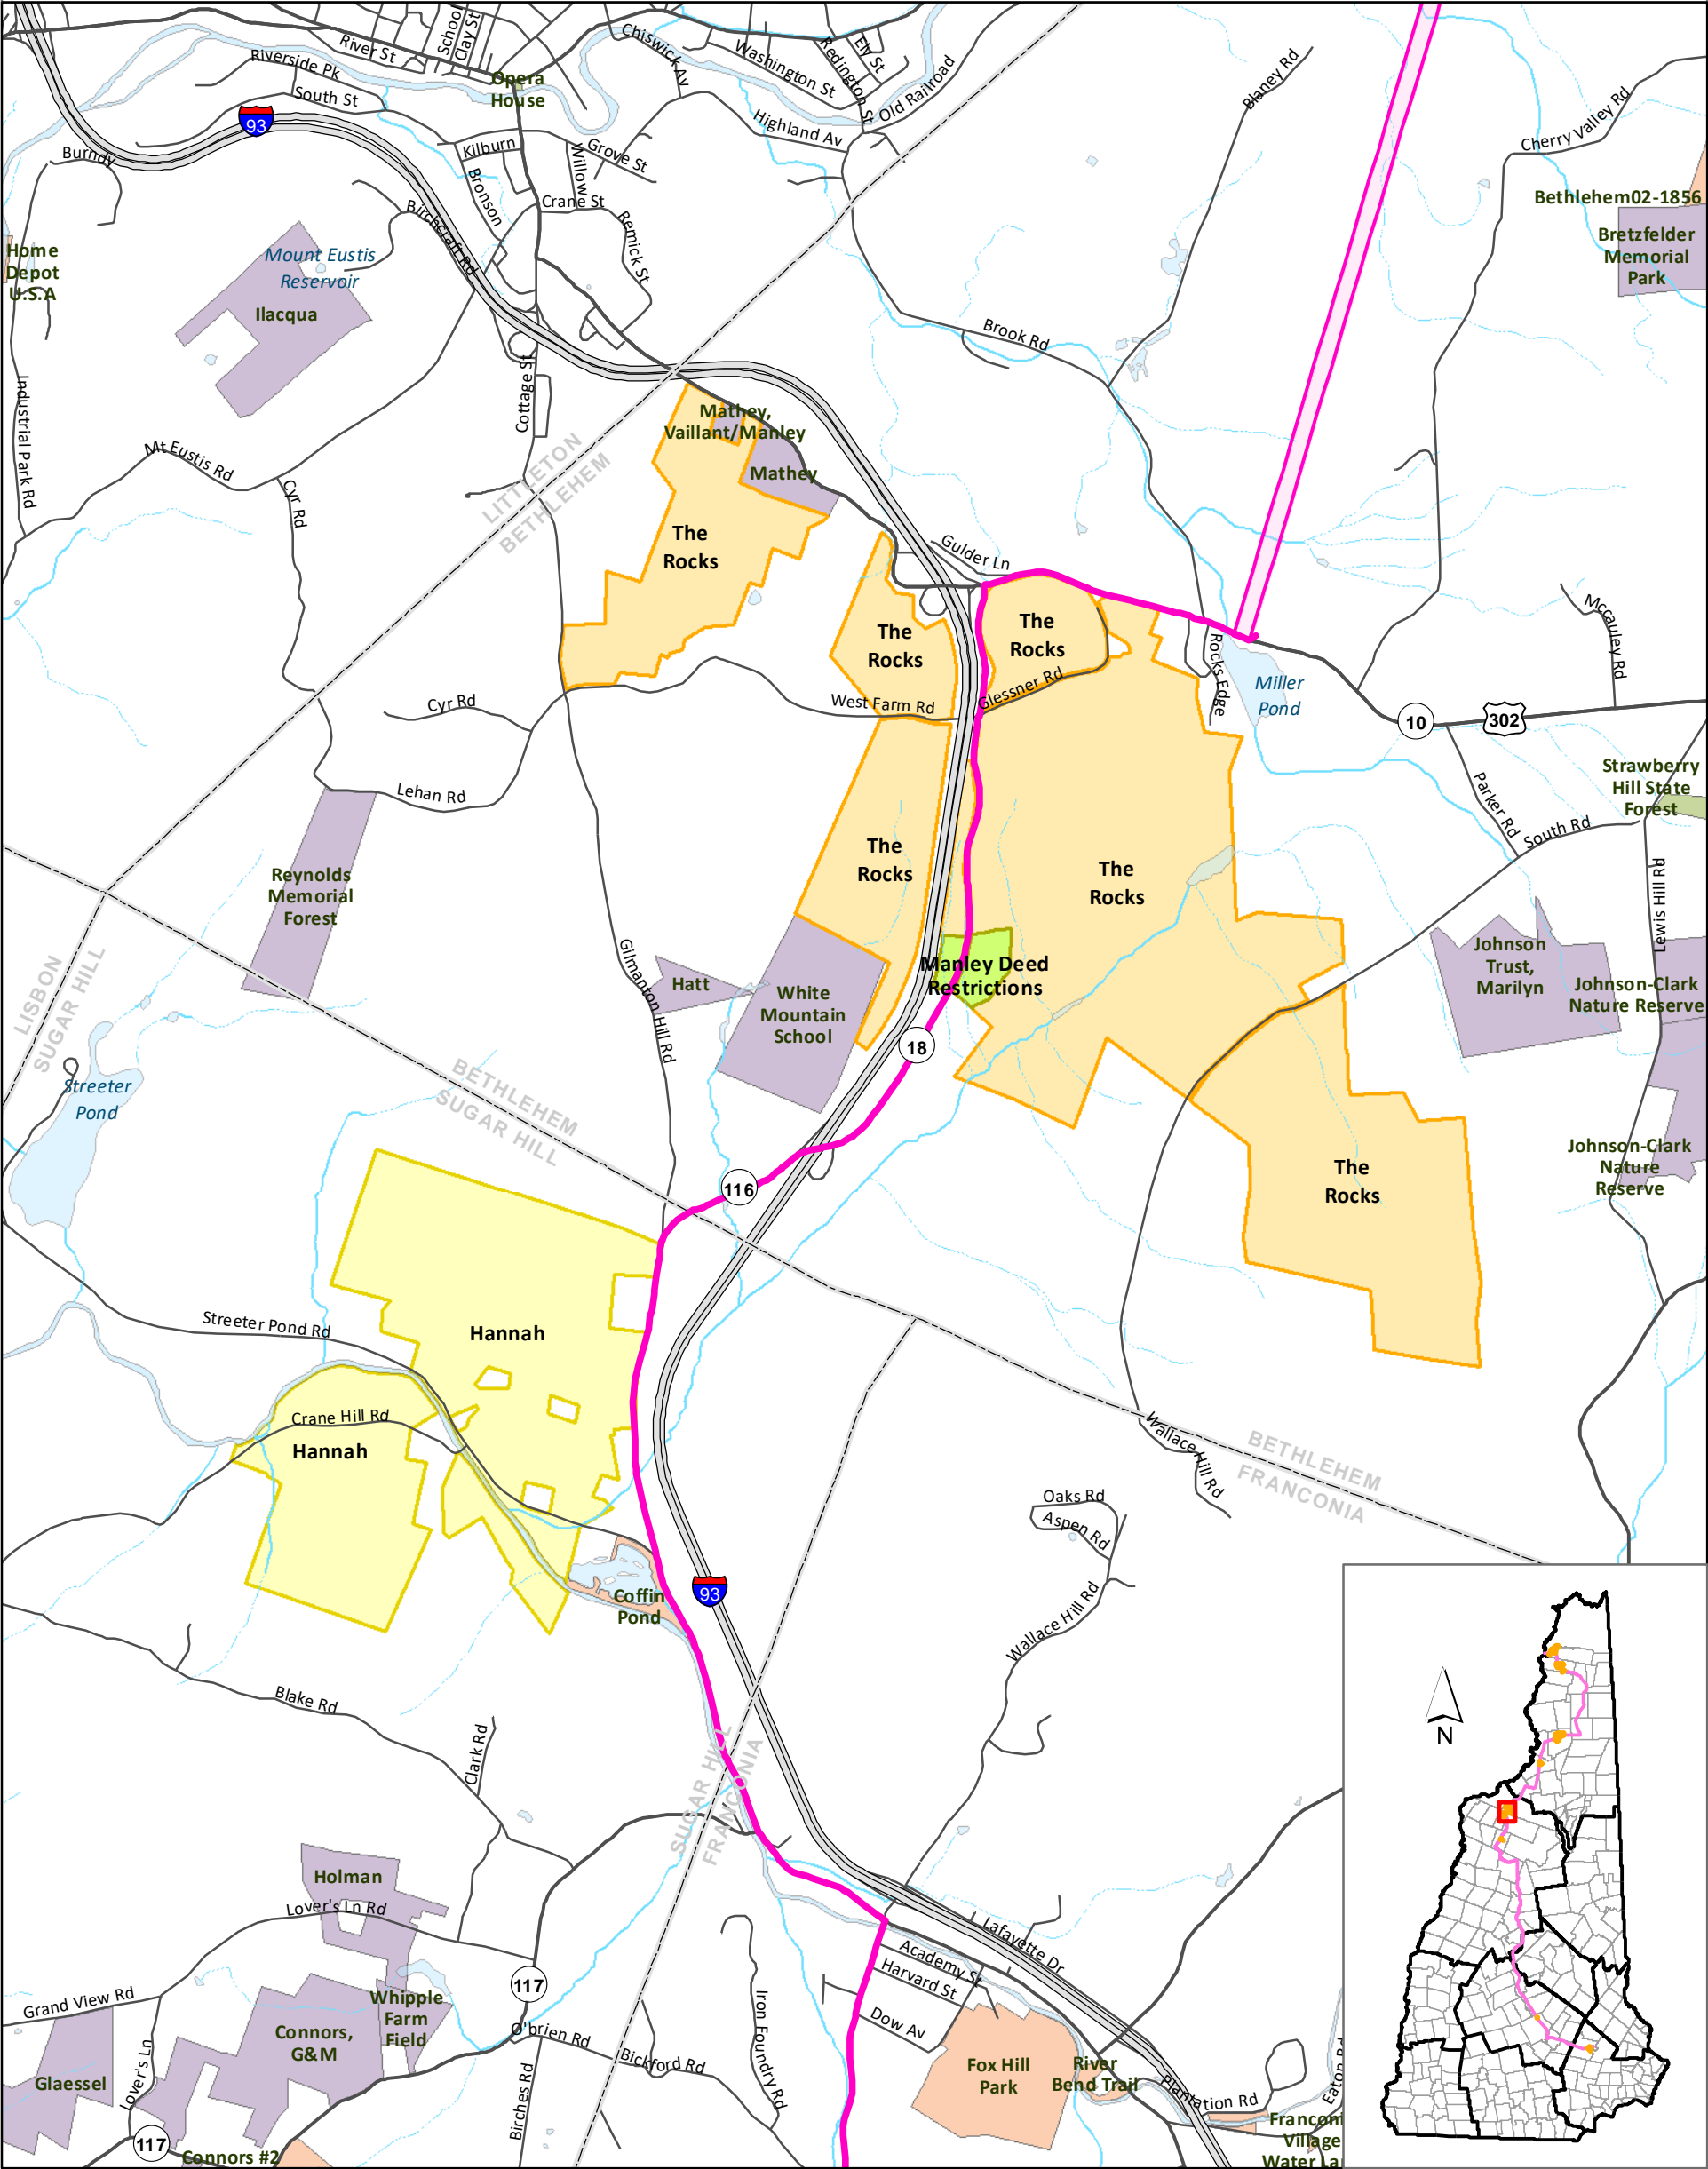 River St
School
Clay St
Riverside Pk
South St
Opera
House
Chiswick Av
Washington St
Redington St
Ely St
Old Railroad
Highland Av
Blaney Rd
Cherry Valley Rd
93
Burndy
Kilburn
Bronson
Willow
Grove St
Crane St
Remick St
Birchcraft Rd
Bethlehem02-1856
Bretzfelder
Memorial
Park
Home
Depot
U.S.A
Mount Eustis
Reservoir
Ilacqua
Brook Rd
Industrial Park Rd
Cottage St
Mt Eustis Rd
Cyr Rd
LITTLETON
BETHLEHEM
Mathey,
Vaillant/Manley
Mathey
The
Rocks
Gulder Ln
The
Rocks
The
Rocks
Glessner Rd
Rocks Edge
Miller
Pond
Mccauley Rd
Cyr Rd
West Farm Rd
10
302
Lehan Rd
Parker Rd
South Rd
Strawberry
Hill State
Forest
Reynolds
Memorial
Forest
The
Rocks
The
Rocks
Lewis Hill Rd
LISBON
SUGAR HILL
Gilmanton Hill Rd
Hatt
White
Mountain
School
Manley Deed
Restrictions
Johnson
Trust,
Marilyn
Johnson-Clark
Nature Reserve
18
Streeter
Pond
BETHLEHEM
SUGAR HILL
116
The
Rocks
Johnson-Clark
Nature
Reserve
Streeter Pond Rd
Hannah
Crane Hill Rd
Hannah
Wallace Hill Rd
BETHLEHEM
FRANCONIA
Oaks Rd
Aspen Rd
Coffin
Pond
93
Wallace Hill Rd
Blake Rd
Clark Rd
SUGAR HILL
FRANCONIA
N
Holman
Lover's Ln Rd
Lafayette Dr
Academy St
Harvard St
Dow Av
117
Grand View Rd
Whipple
Farm
Field
Connors,
G&M
O'brien Rd
Bickford Rd
Iron Foundry Rd
Birches Rd
Lover's Ln
Glaessel
117
Connors #2
Fox Hill
Park
River
Bend Trail
Plantation Rd
Eaton Rd
Francon
Village
Water La